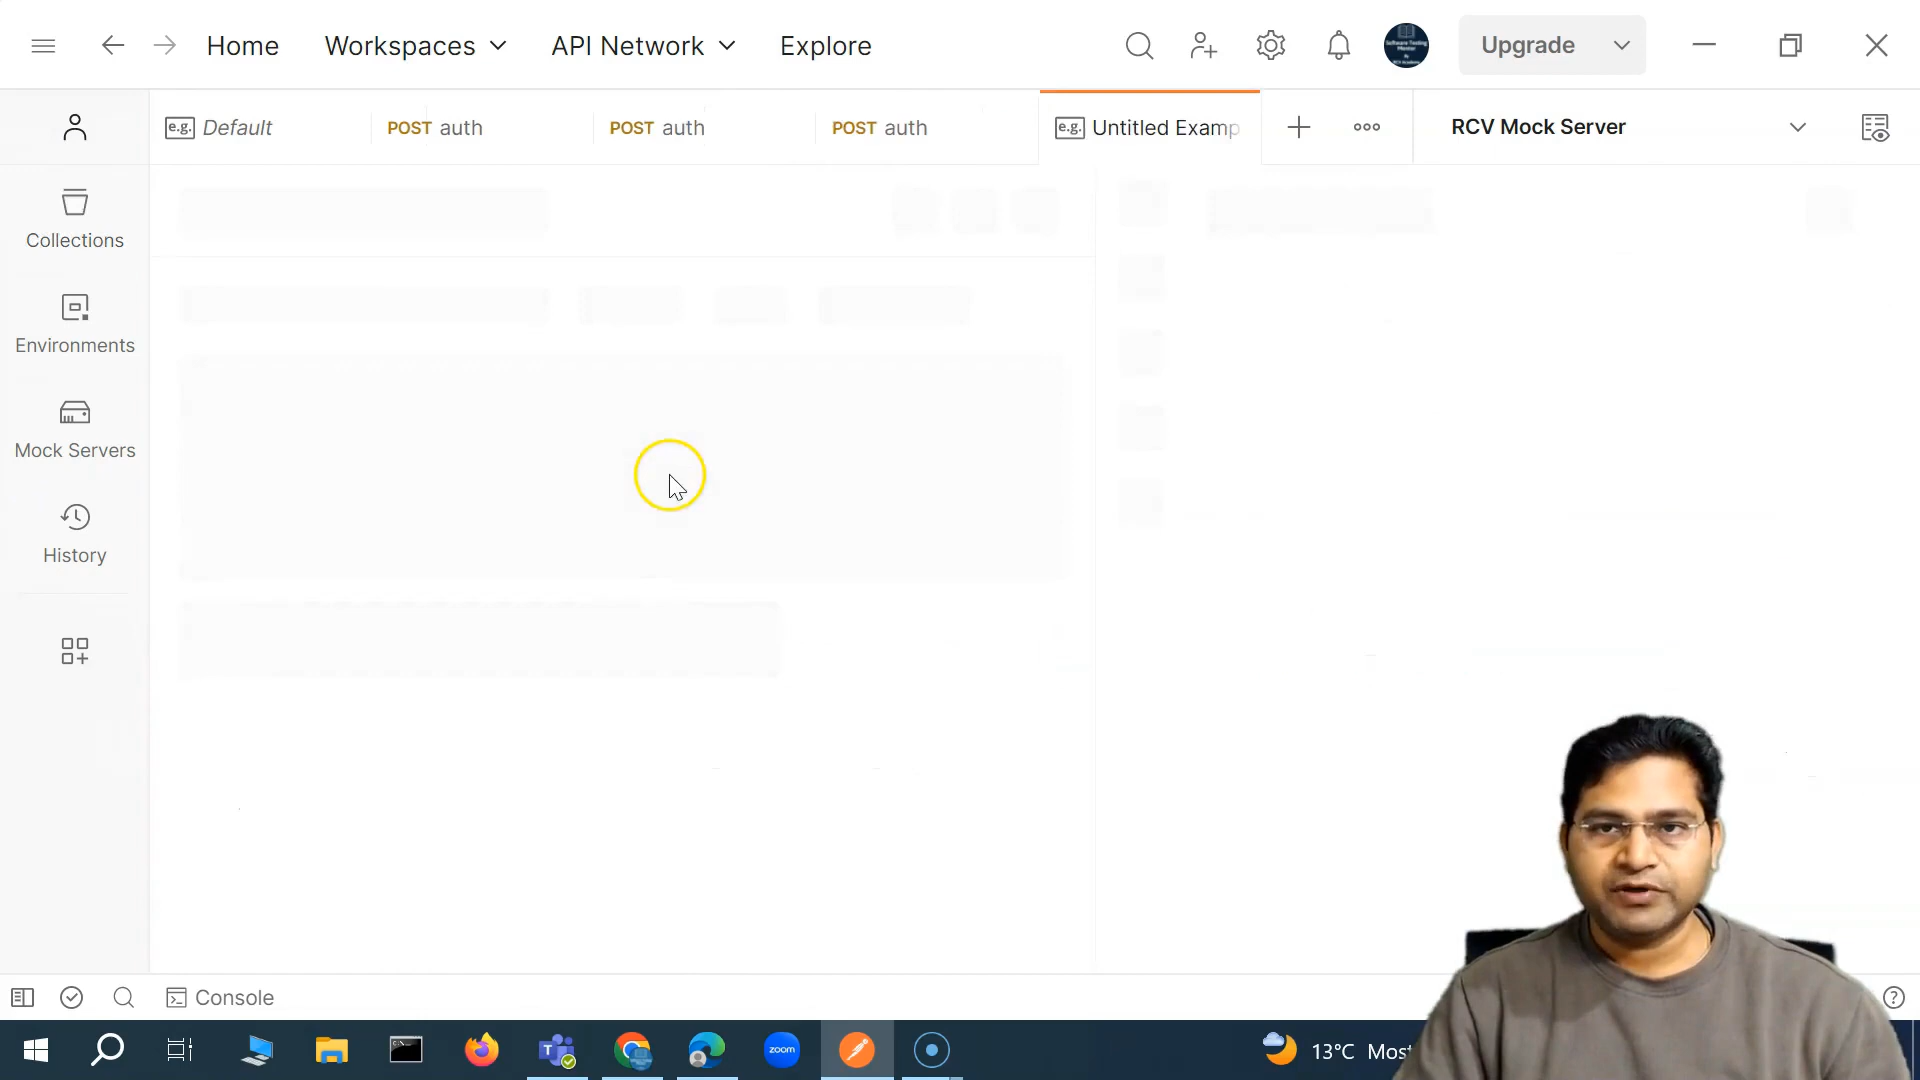 Home Workspaces API Network Explore Upgrade
e.g. Default POST auth POST auth POST auth e.g. Untitled Examp RCV Mock Server
Collections
Environments
Mock Servers
History
Console
zoom 13°C Most